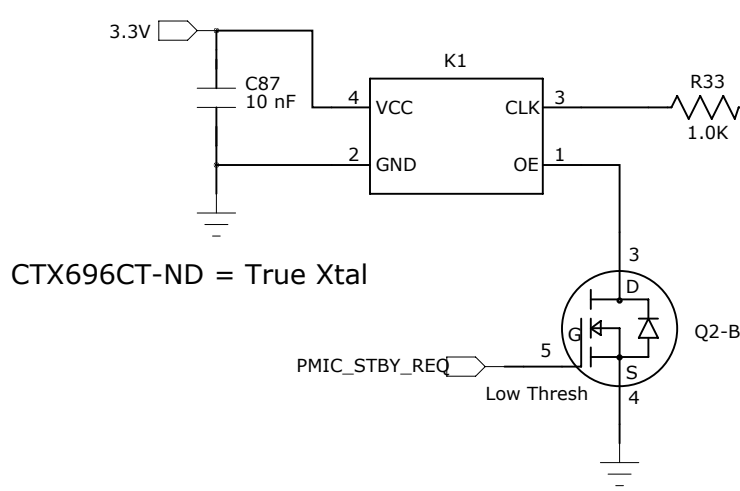 3.3V
K1
C87
10 nF
4
VCC
CLK
3
R33
1.0K
2
GND
OE
1
CTX696CT-ND = True Xtal
3
D
G
Q2-B
5
PMIC_STBY_REQ
S
Low Thresh
4